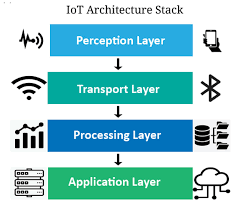 IoT Architecture Stack
Perception Layer
Transport Layer
Processing Layer
Application Layer